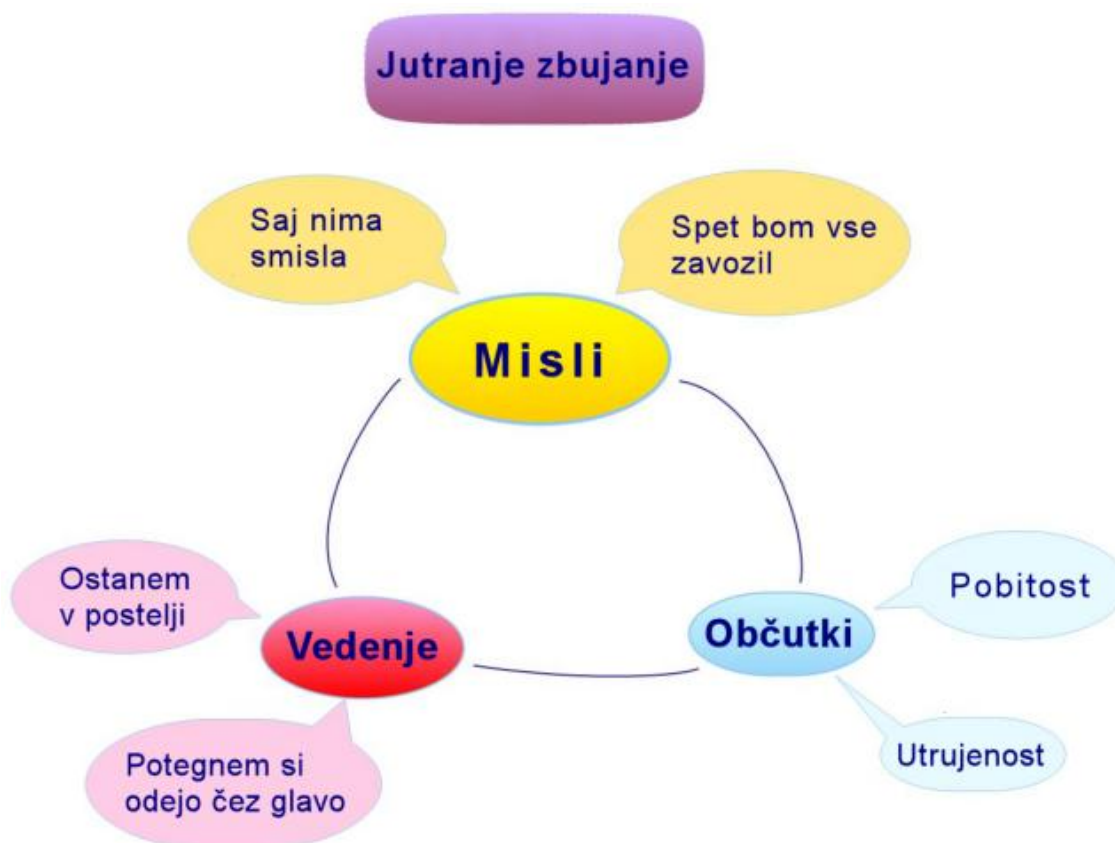 Jutranje zbujanje
Saj nima
smisla
Spet bom vse
zavozil
Misli
Ostanem
v postelji
Vedenje
Občutki
Pobitost
Potegnem si
odejo čez glavo
Utrujenost